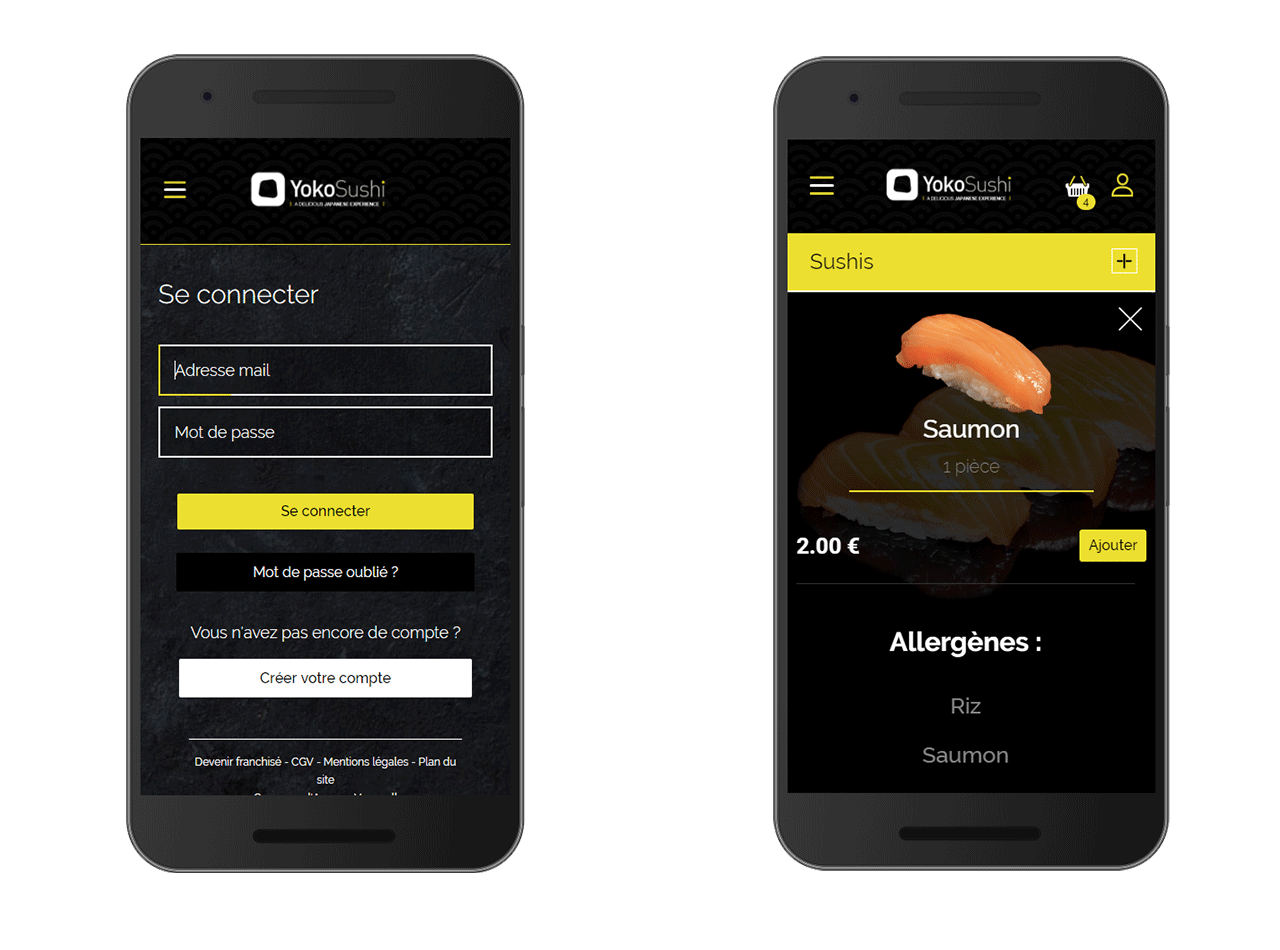 YokoSushi
A DELICIOUS JAPANESE EXPERIENCE
Se connecter
Adresse mail
Mot de passe
Se connecter
Mot de passe oublié ?
Vous n'avez pas encore de compte ?
Créer votre compte
Devenir franchisé - CGV - Mentions légales - Plan du
site
YokoSushi
A DELICIOUS JAPANESE EXPERIENCE
4
Sushis
Saumon
1 pièce
2.00 €
Ajouter
Allergènes :
Riz
Saumon